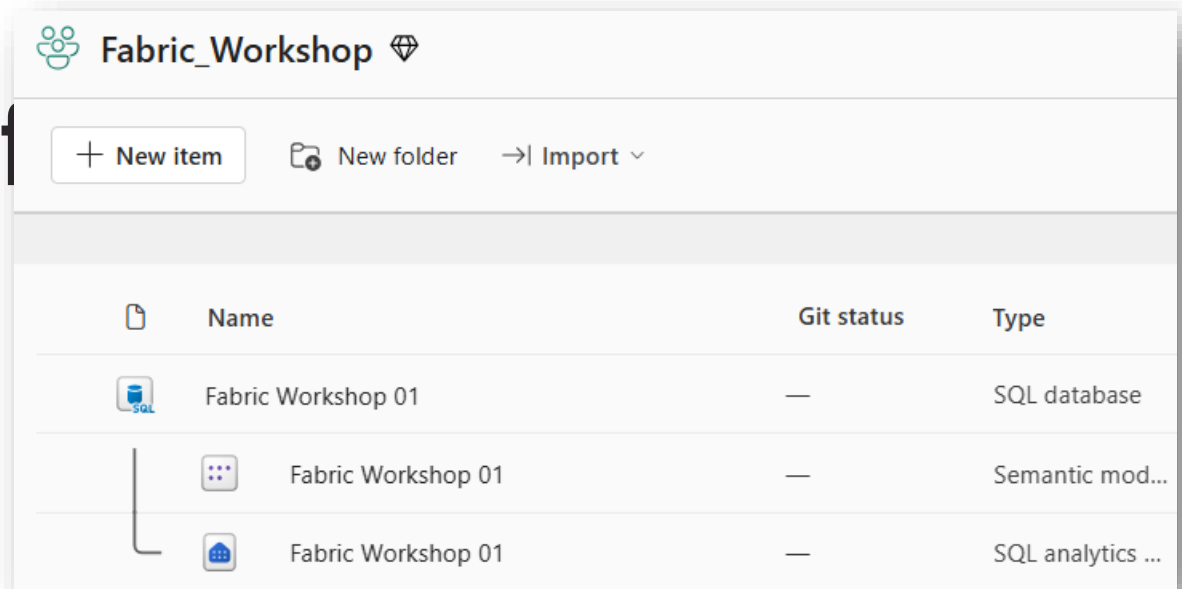 Fabric_Workshop
f
+ New item New folder Import
Name Git status Type
SQL
Fabric Workshop 01 — SQL database
Fabric Workshop 01 — Semantic mod...
Fabric Workshop 01 — SQL analytics ...